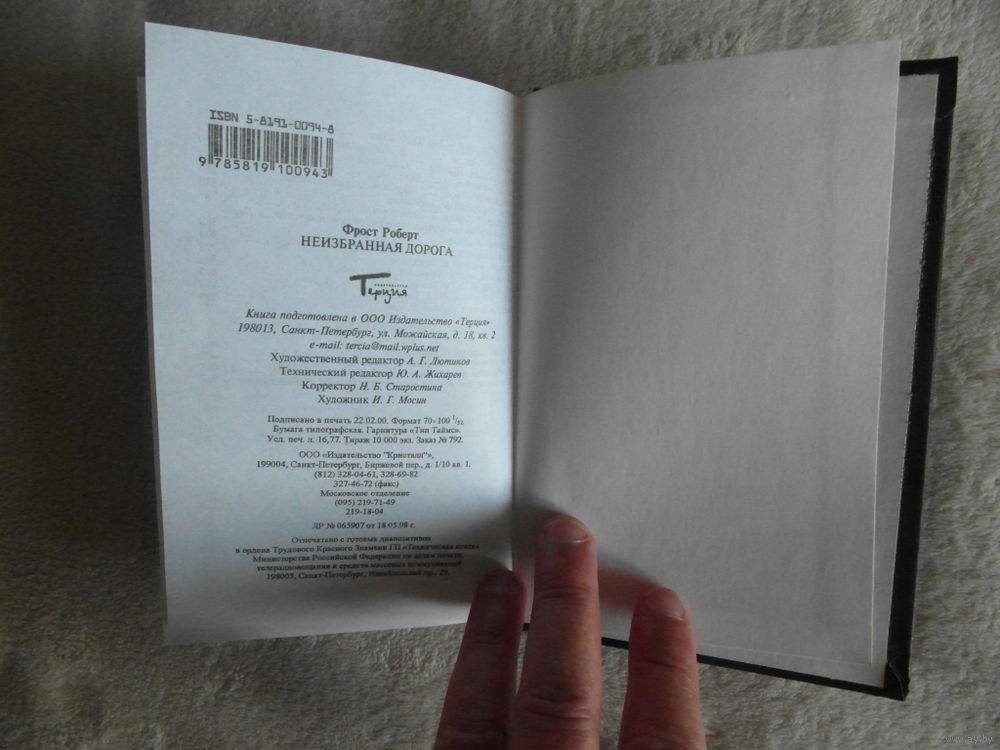 ISBN 5-8191-0094-8
9 785819 100943
Фрост Роберт
НЕИЗБРАННАЯ ДОРОГА
ИЗДАТЕЛЬСТВО
Терция
Книга подготовлена в ООО Издательство «Терция»
198013, Санкт-Петербург, ул. Можайская, д. 18, кв. 2
e-mail: tercia@mail.wplus.net
Художественный редактор А. Г. Лютиков
Технический редактор Ю. А. Жихарев
Корректор Н. Б. Старостина
Художник И. Г. Мосин
Подписано в печать 22.02.00. Формат 70×100 1/32
Бумага типографская. Гарнитура «Тип Таймс».
Усл. печ. л. 16,77. Тираж 10 000 экз. Заказ № 792.
ООО «Издательство "Кристалл"»,
199004, Санкт-Петербург, Биржевой пер., д. 1/10 кв. 1.
(812) 328-04-61, 328-69-82
327-46-72 (факс)
Московское отделение
(095) 219-71-49
219-18-04
ЛР № 065907 от 18.05.98 г.
Отпечатано с готовых диапозитивов
в ордена Трудового Красного Знамени ГП «Техническая книга»
Министерства Российской Федерации по делам печати,
телерадиовещания и средств массовых коммуникаций
198005, Санкт-Петербург, Измайловский пр., 29.
www.ay.by